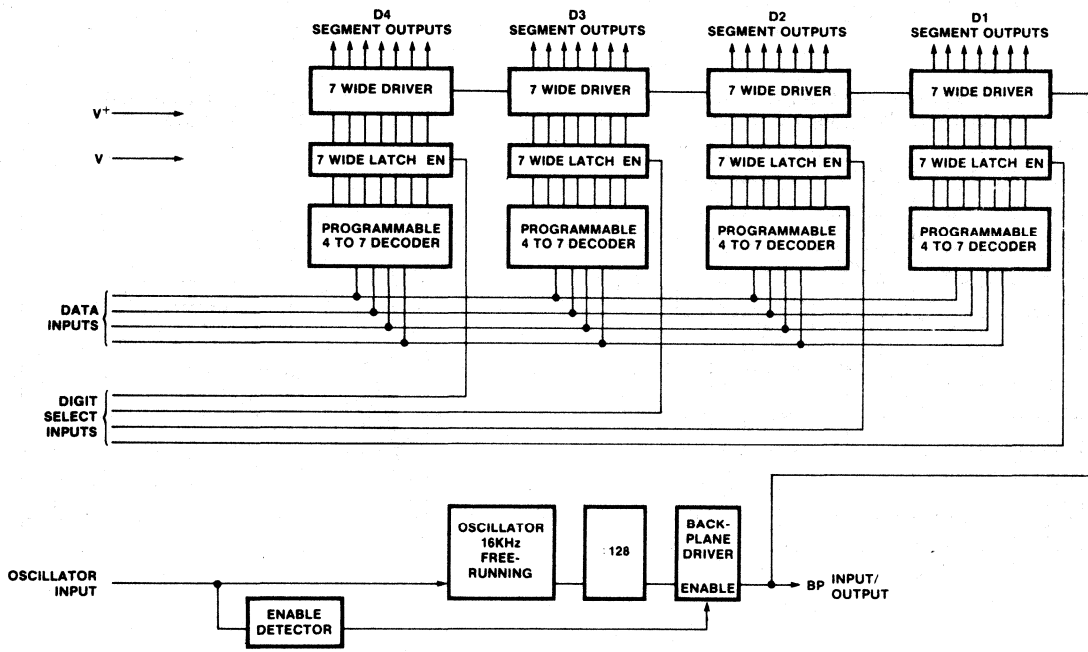 D4
SEGMENT OUTPUTS
D3
SEGMENT OUTPUTS
D2
SEGMENT OUTPUTS
D1
SEGMENT OUTPUTS
7 WIDE DRIVER
7 WIDE DRIVER
7 WIDE DRIVER
7 WIDE DRIVER
V+
V
7 WIDE LATCH EN
7 WIDE LATCH EN
7 WIDE LATCH EN
7 WIDE LATCH EN
PROGRAMMABLE
4 TO 7 DECODER
PROGRAMMABLE
4 TO 7 DECODER
PROGRAMMABLE
4 TO 7 DECODER
PROGRAMMABLE
4 TO 7 DECODER
DATA
INPUTS
DIGIT
SELECT
INPUTS
OSCILLATOR
16KHz
FREE-
RUNNING
: 128
BACK-
PLANE
DRIVER
ENABLE
OSCILLATOR
INPUT
BP INPUT/
OUTPUT
ENABLE
DETECTOR